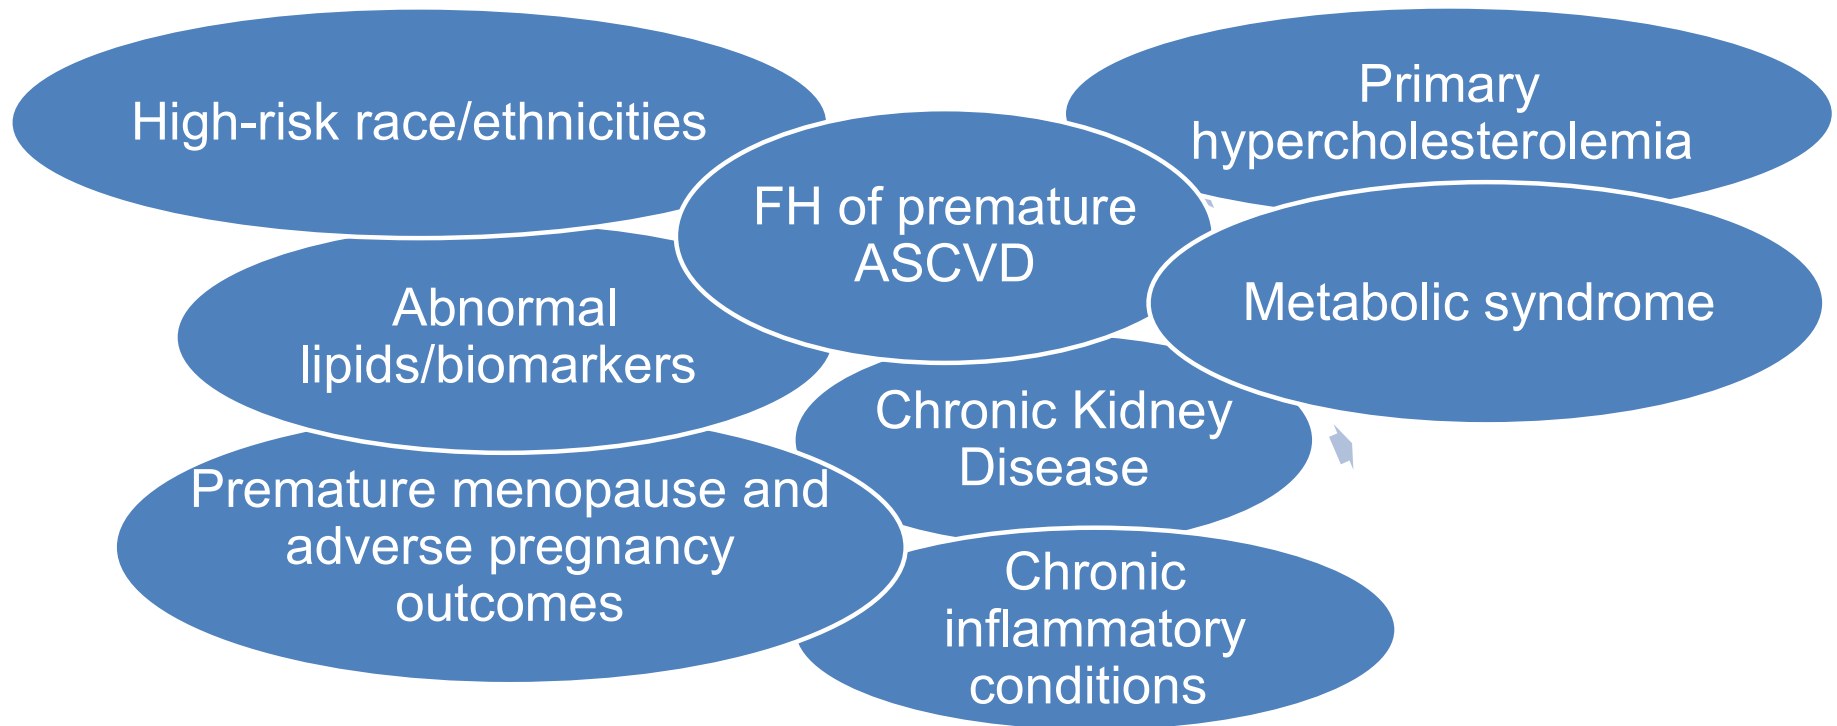 High-risk race/ethnicities
Primary
hypercholesterolemia
FH of premature
ASCVD
Abnormal
lipids/biomarkers
Metabolic syndrome
Chronic Kidney
Disease
Premature menopause and
adverse pregnancy
outcomes
Chronic
inflammatory
conditions